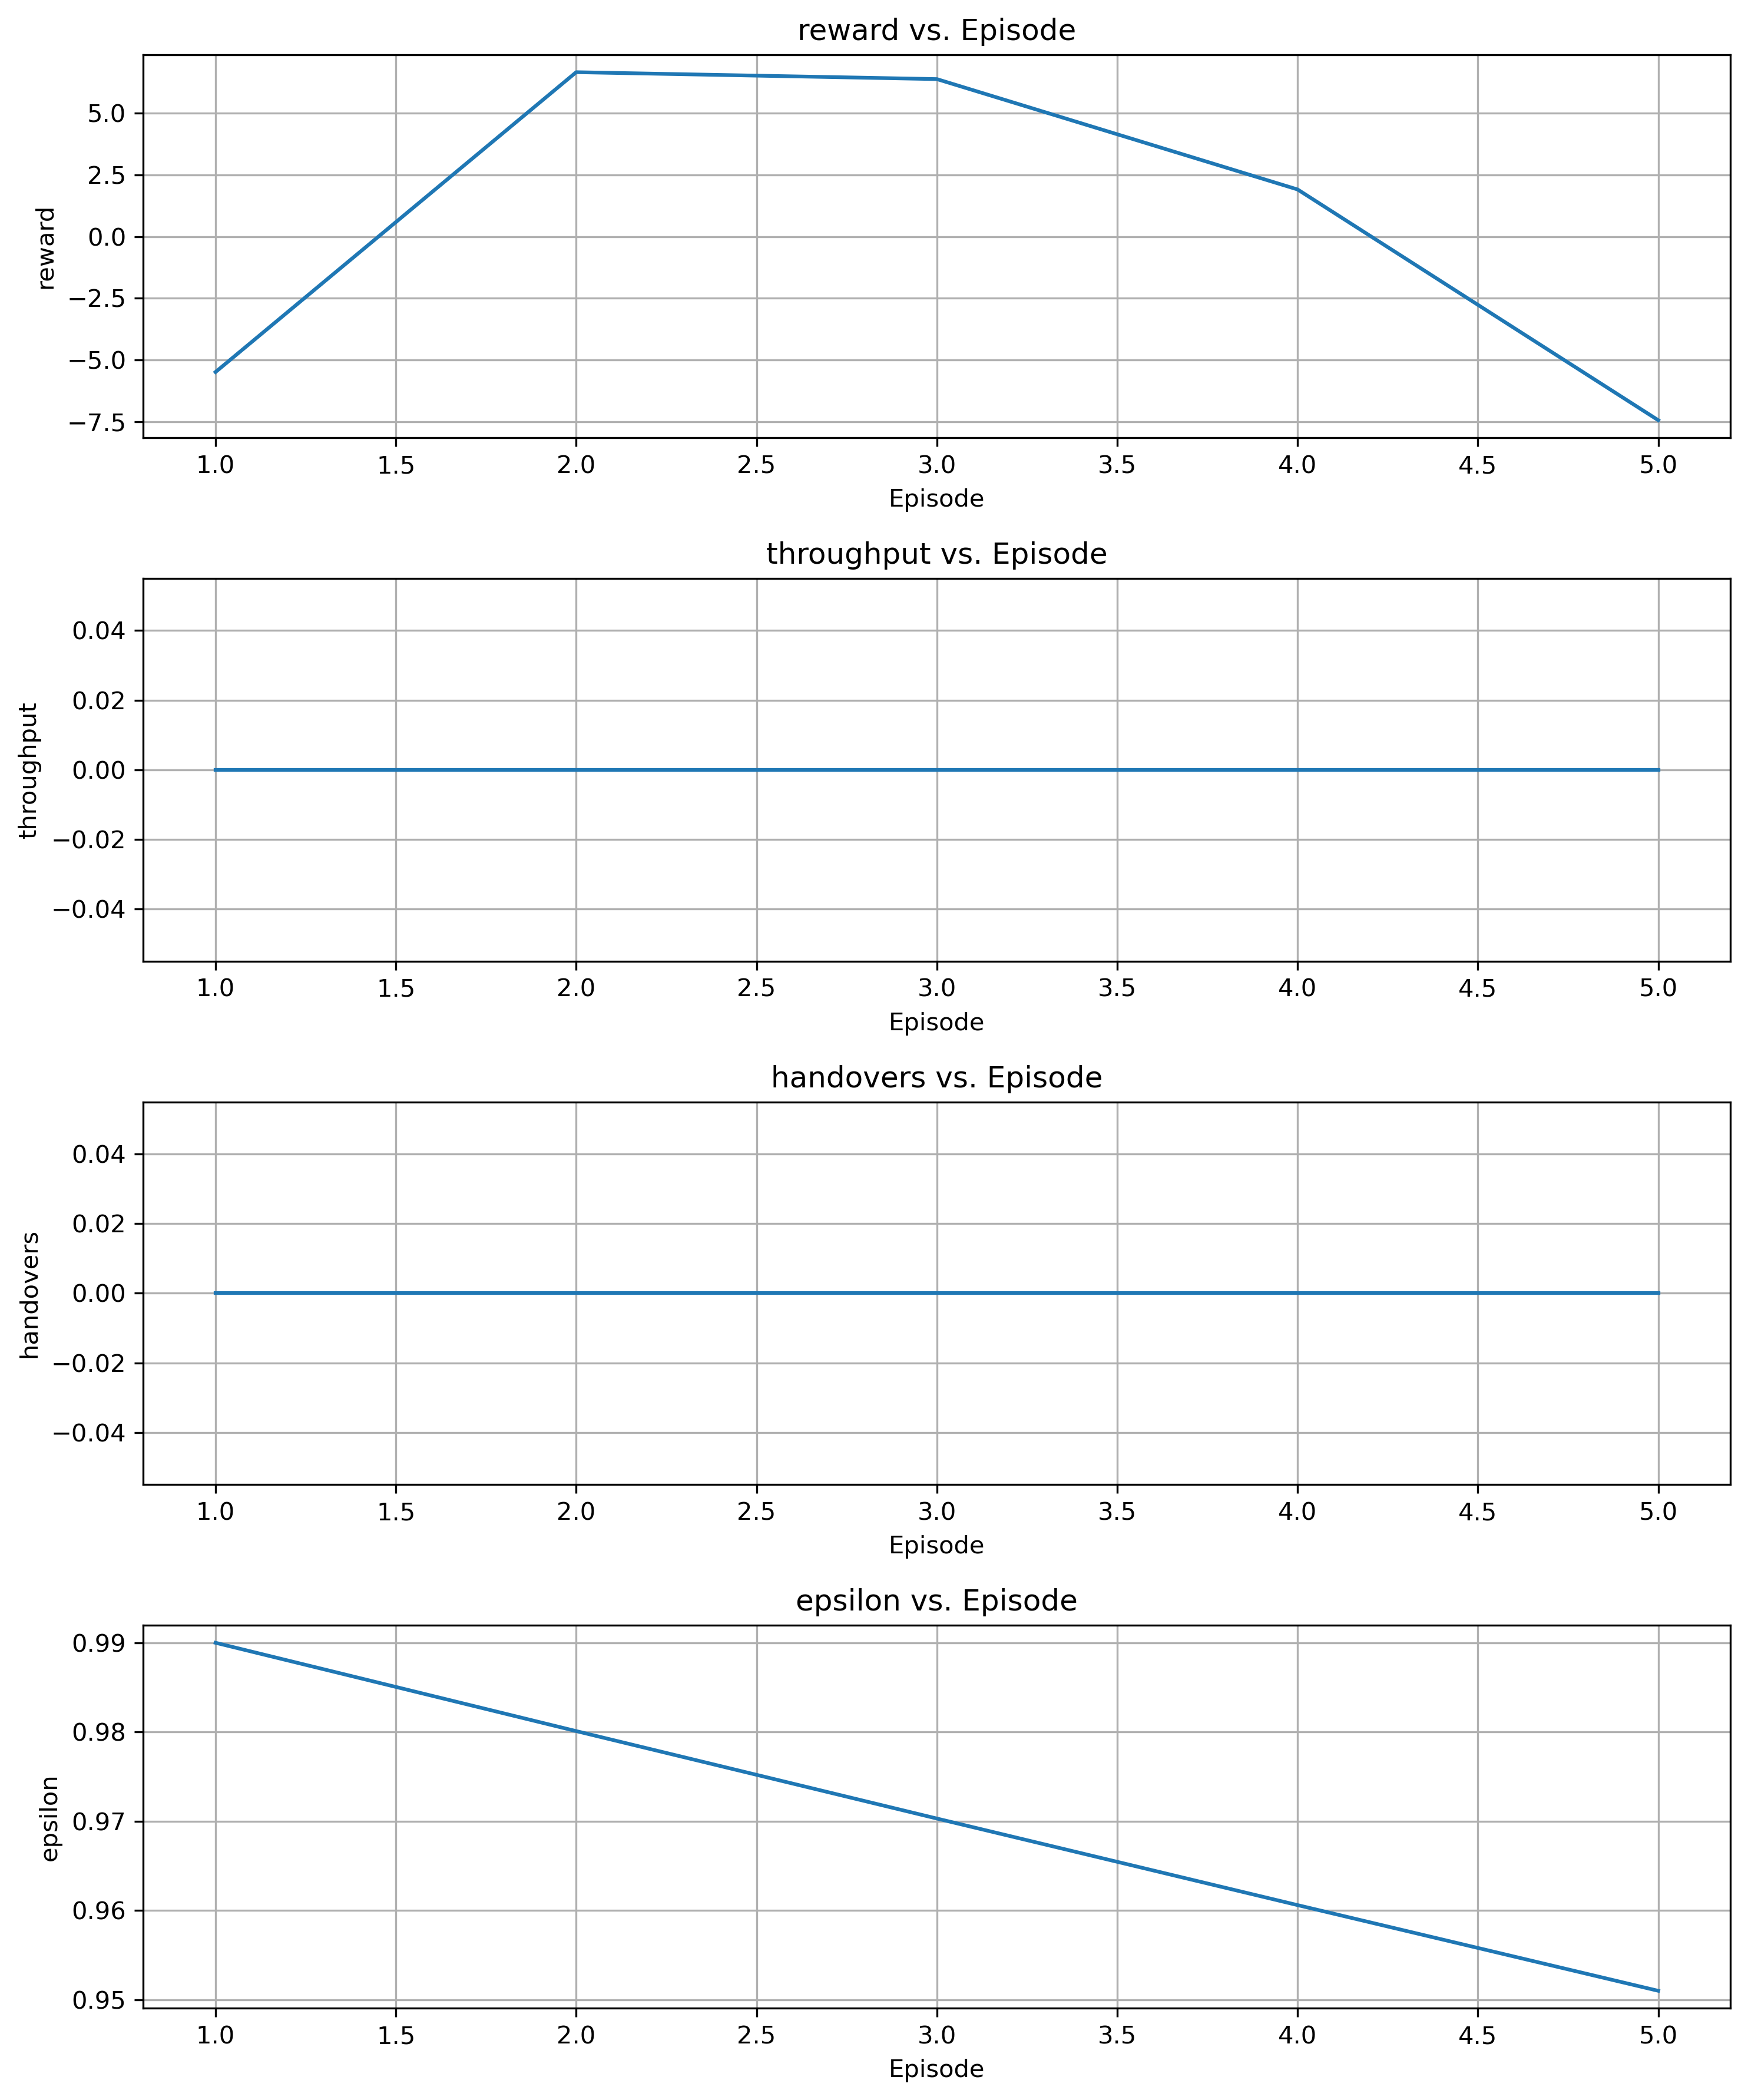 reward vs. Episode
reward
5.0
2.5
0.0
−2.5
−5.0
−7.5
1.0 1.5 2.0 2.5 3.0 3.5 4.0 4.5 5.0
Episode
throughput vs. Episode
throughput
0.04
0.02
0.00
−0.02
−0.04
1.0 1.5 2.0 2.5 3.0 3.5 4.0 4.5 5.0
Episode
handovers vs. Episode
handovers
0.04
0.02
0.00
−0.02
−0.04
1.0 1.5 2.0 2.5 3.0 3.5 4.0 4.5 5.0
Episode
epsilon vs. Episode
epsilon
0.99
0.98
0.97
0.96
0.95
1.0 1.5 2.0 2.5 3.0 3.5 4.0 4.5 5.0
Episode